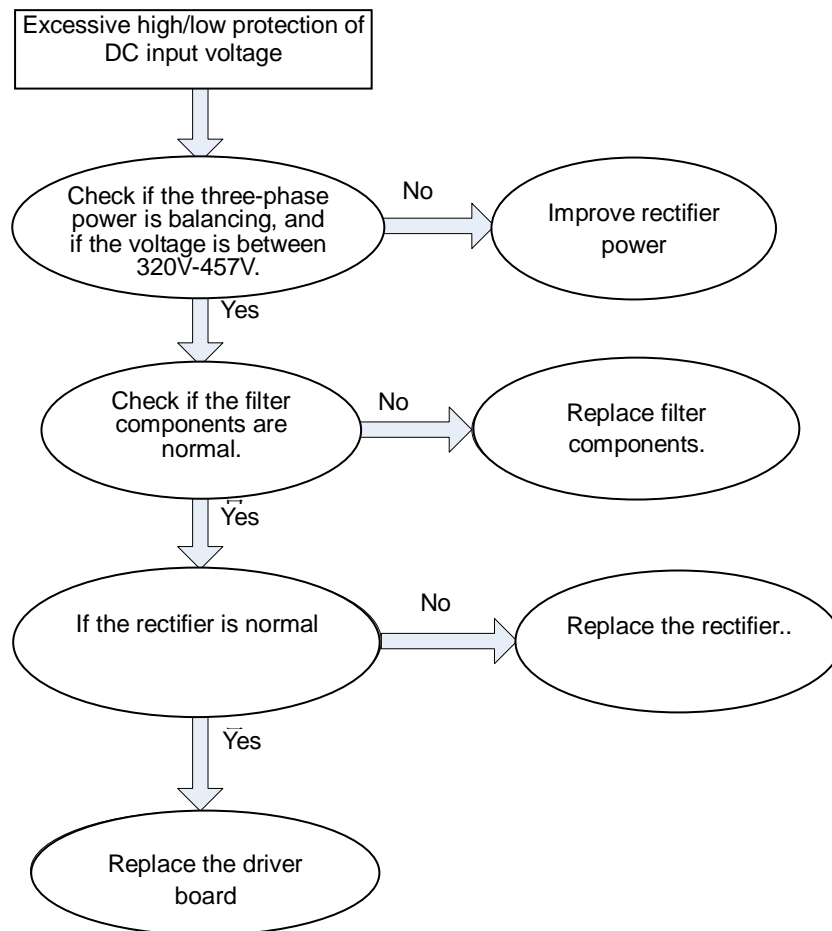 Excessive high/low protection of
DC input voltage
Check if the three-phase
power is balancing, and
if the voltage is between
320V-457V.
No
Improve rectifier
power
Yes
Check if the filter
components are
normal.
No
Replace filter
components.
Yes
If the rectifier is normal
No
Replace the rectifier..
Yes
Replace the driver
board